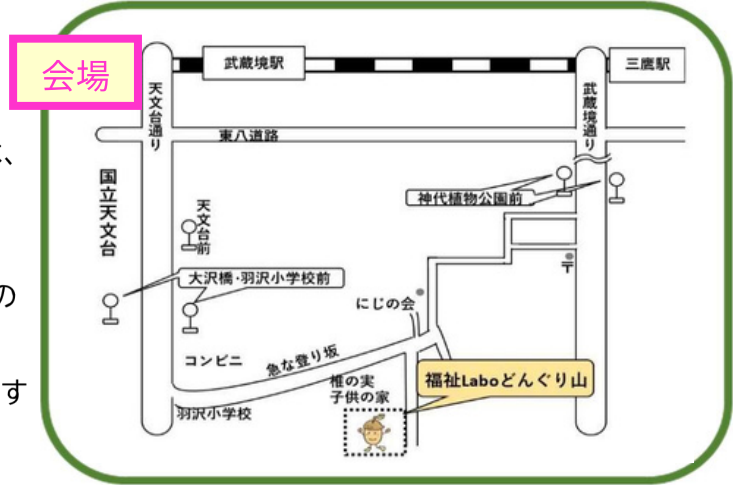 会場
武蔵境駅
三鷹駅
天文台通り
武蔵境通り
東八道路
は、
国立天文台
神代植物公園前
天文台前
〒
大沢橋・羽沢小学校前
の
にじの会
コンビニ
急な登り坂
す
椎の実
子供の家
福祉Laboどんぐり山
羽沢小学校